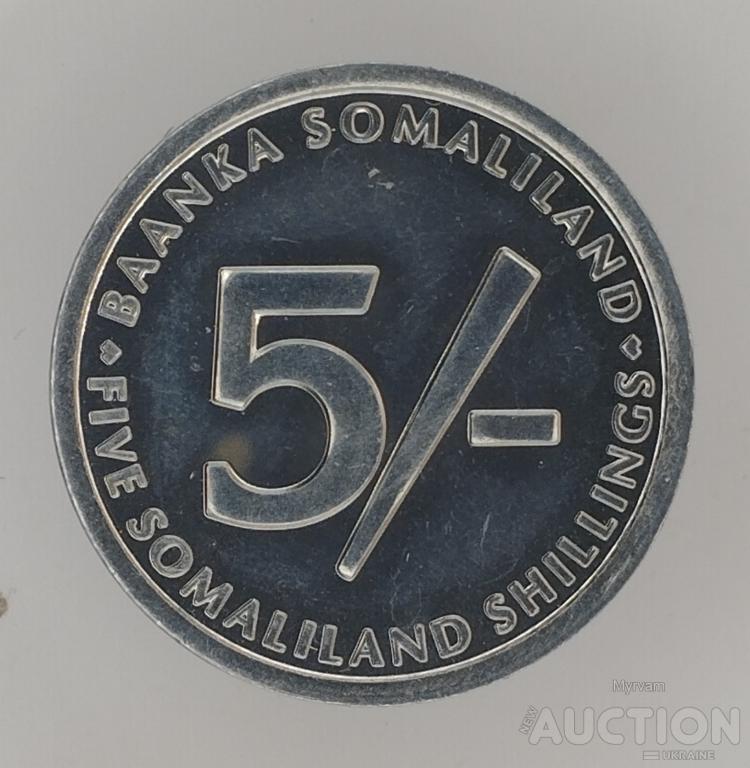 BAANKA SOMALILAND
5/-
FIVE SOMALILAND SHILLINGS
Myrvam
NEW AUCTION
UKRAINE